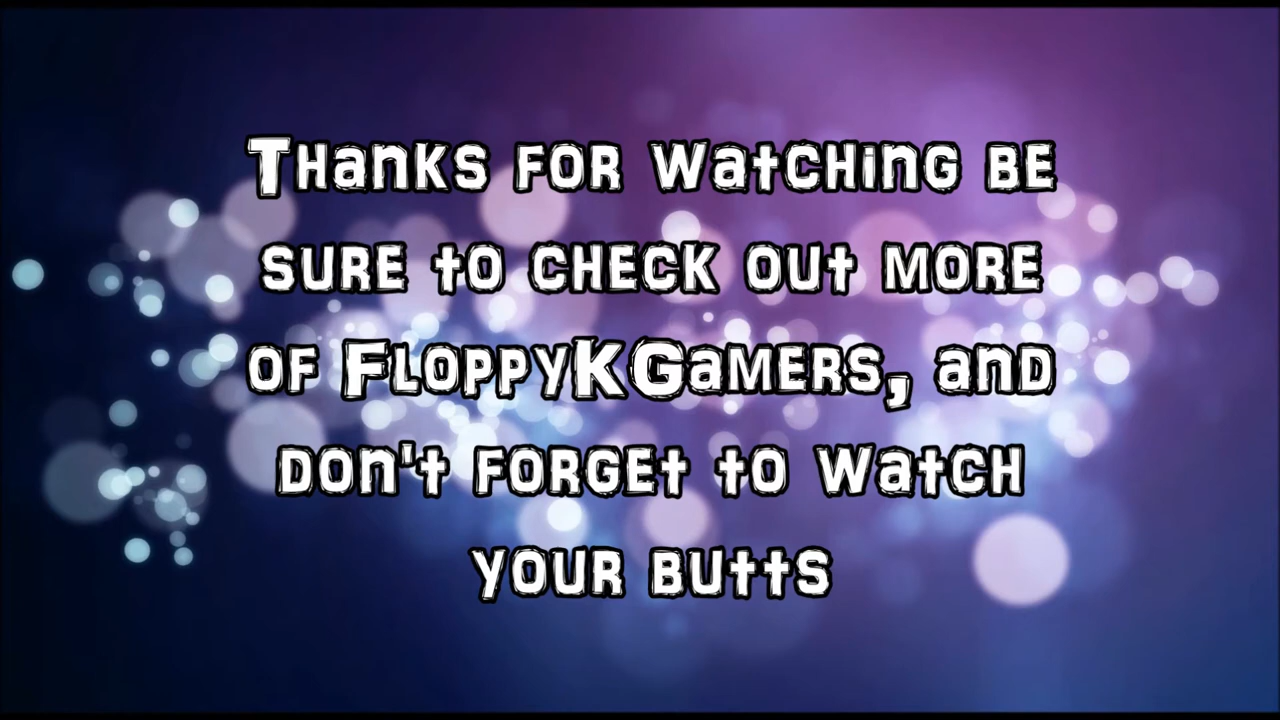 Thanks for watching be
sure to check out more
of FloppyKGamers, and
don't forget to watch
your butts